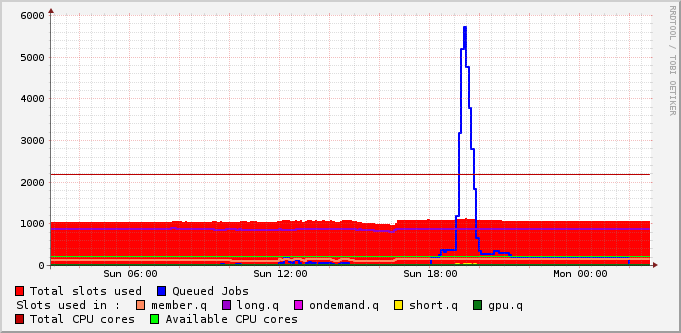 6000
5000
4000
3000
2000
1000
0
Sun 06:00 Sun 12:00 Sun 18:00 Mon 00:00
Total slots used Queued Jobs
Slots used in : member.q long.q ondemand.q short.q gpu.q
Total CPU cores Available CPU cores
RRDTOOL / TOBI OETIKER